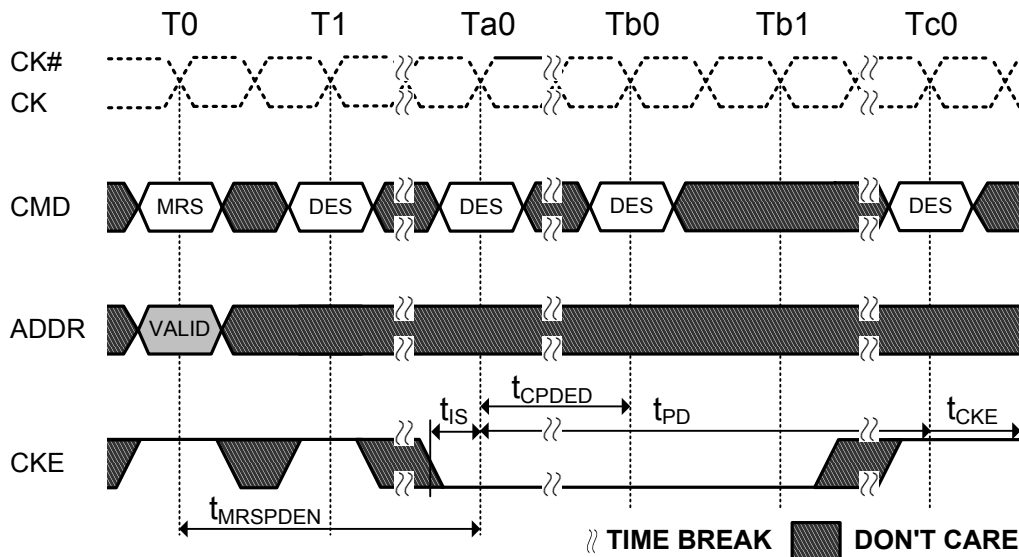 T0 T1 Ta0 Tb0 Tb1 Tc0
CK#
CK
CMD MRS DES DES DES DES
ADDR VALID
tIS tCPDED tPD tCKE
CKE
tMRSPDEN
TIME BREAK DON'T CARE